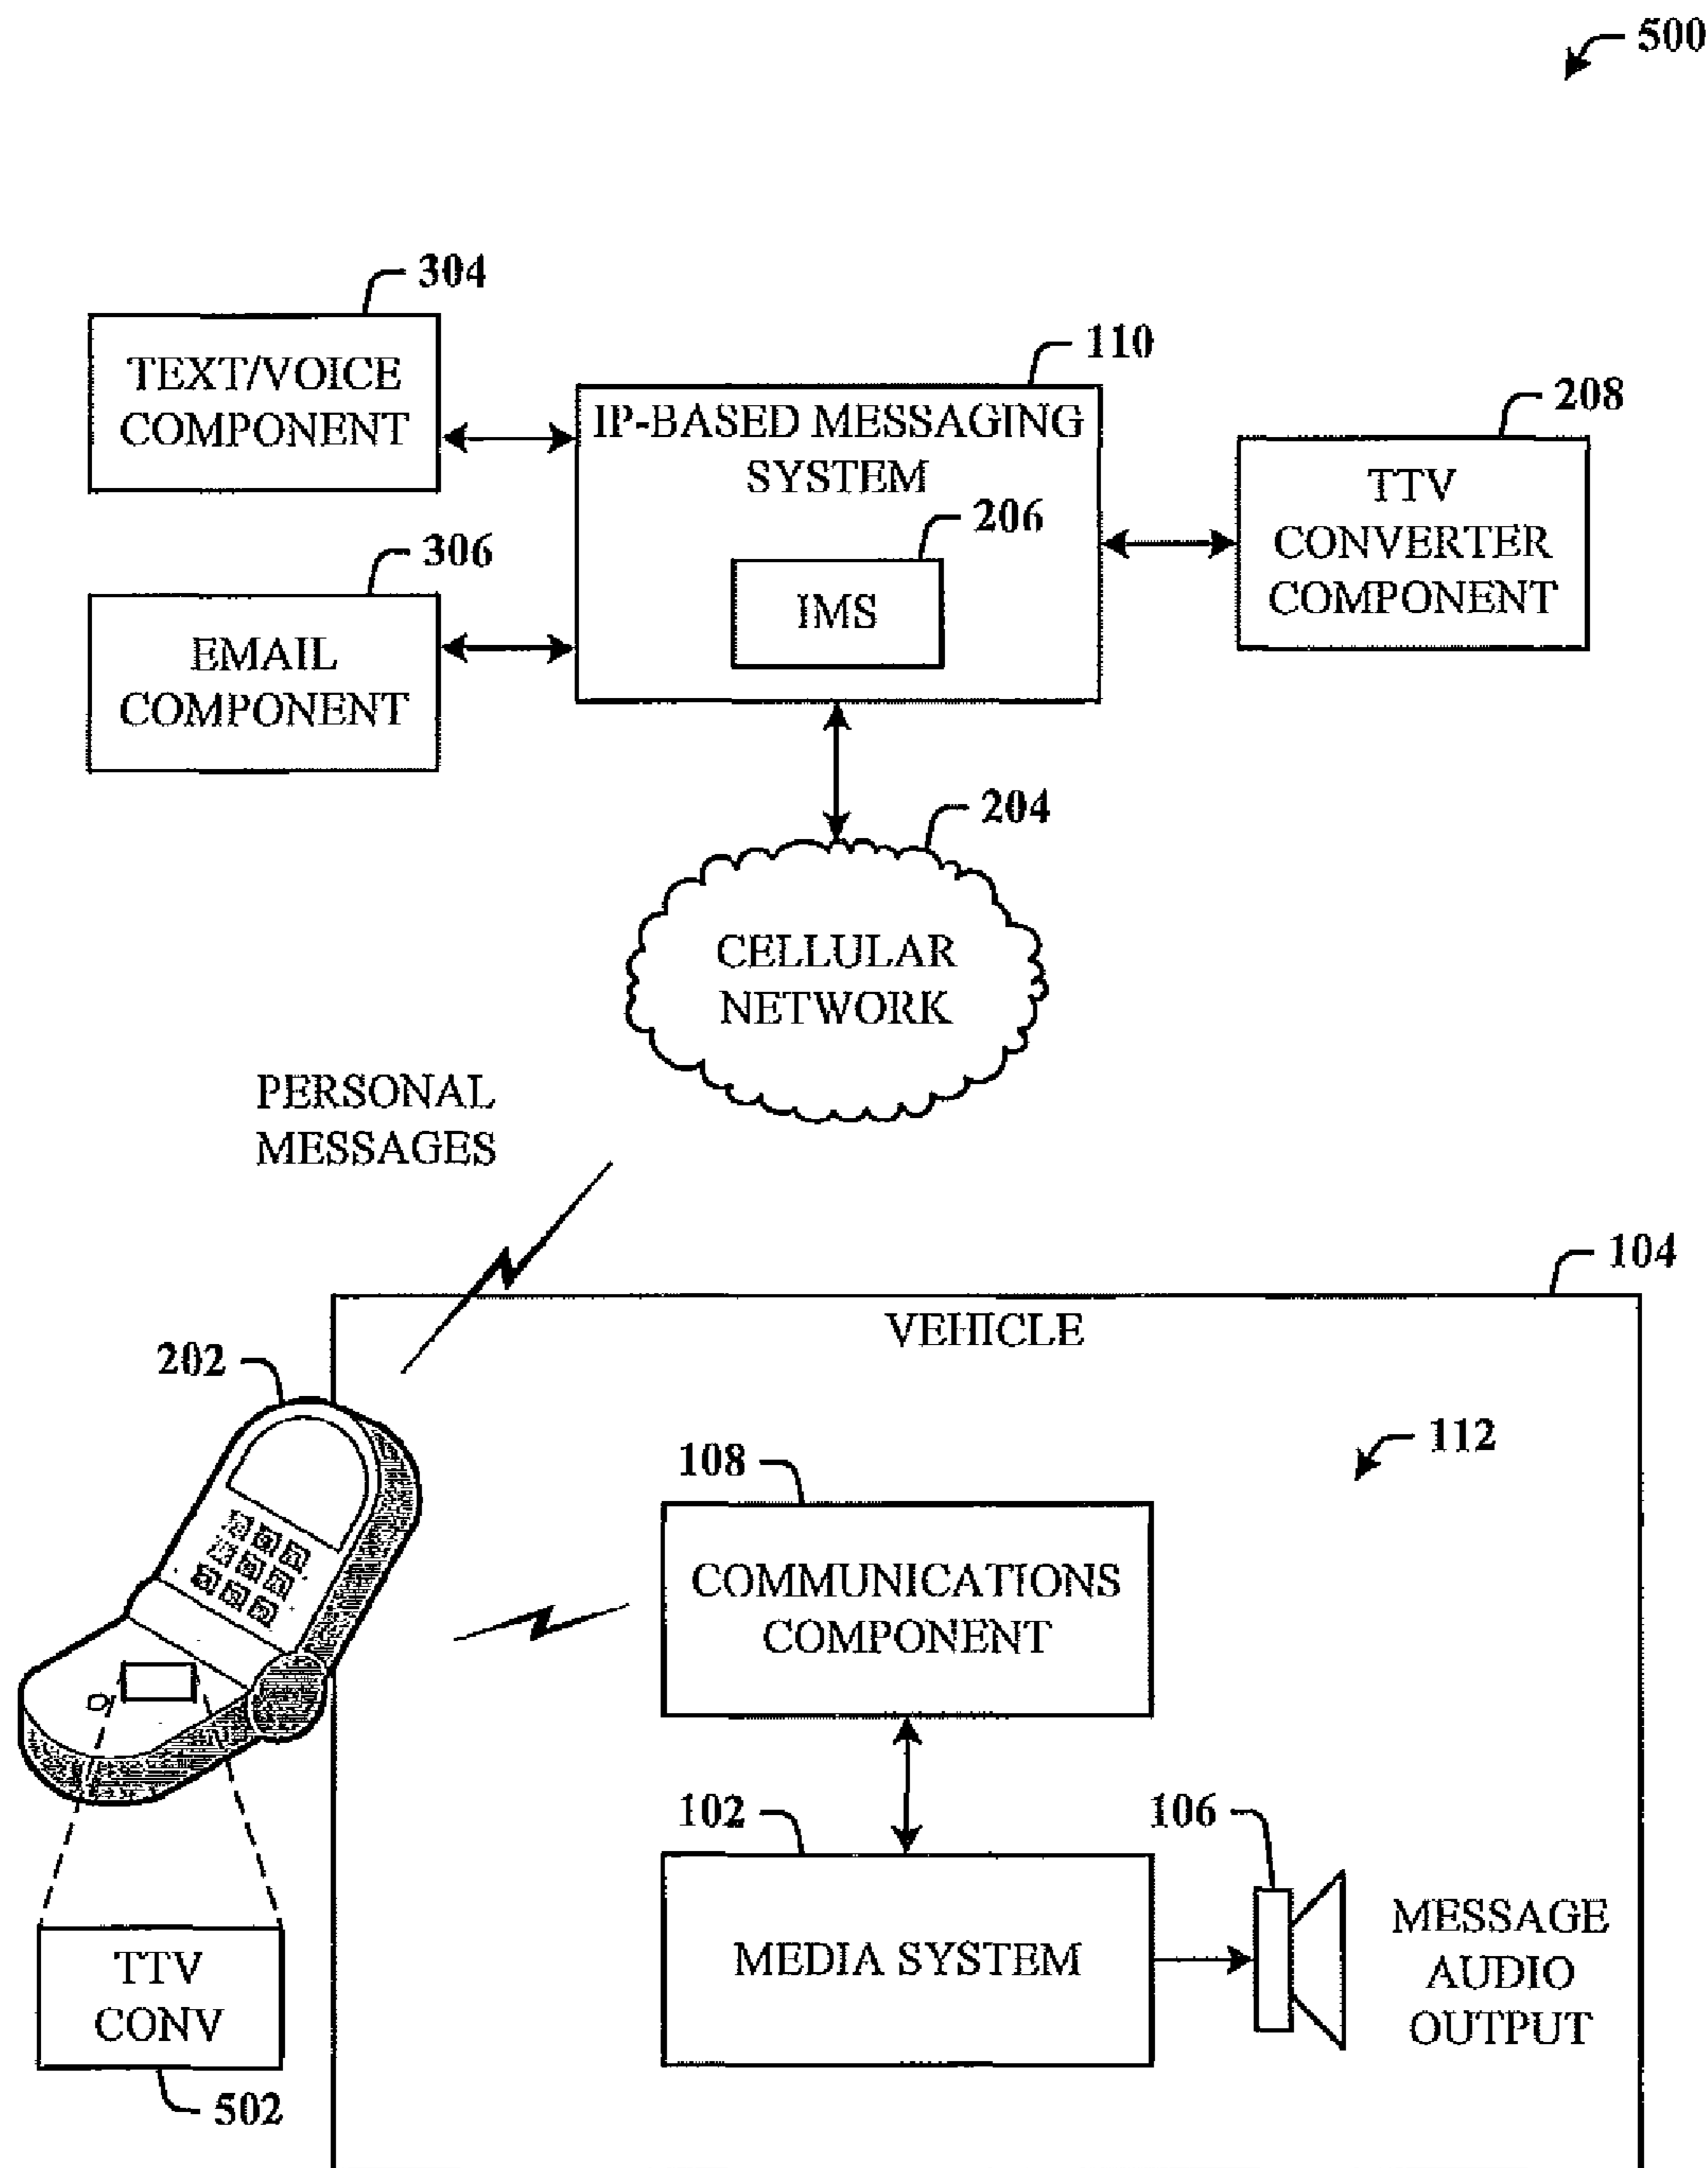 500
304
TEXT/VOICE
COMPONENT
110
IP-BASED MESSAGING
SYSTEM
206
IMS
208
TTV
CONVERTER
COMPONENT
306
EMAIL
COMPONENT
204
CELLULAR
NETWORK
PERSONAL
MESSAGES
104
VEHICLE
202
112
108
COMMUNICATIONS
COMPONENT
102
MEDIA SYSTEM
106
MESSAGE
AUDIO
OUTPUT
TTV
CONV
502